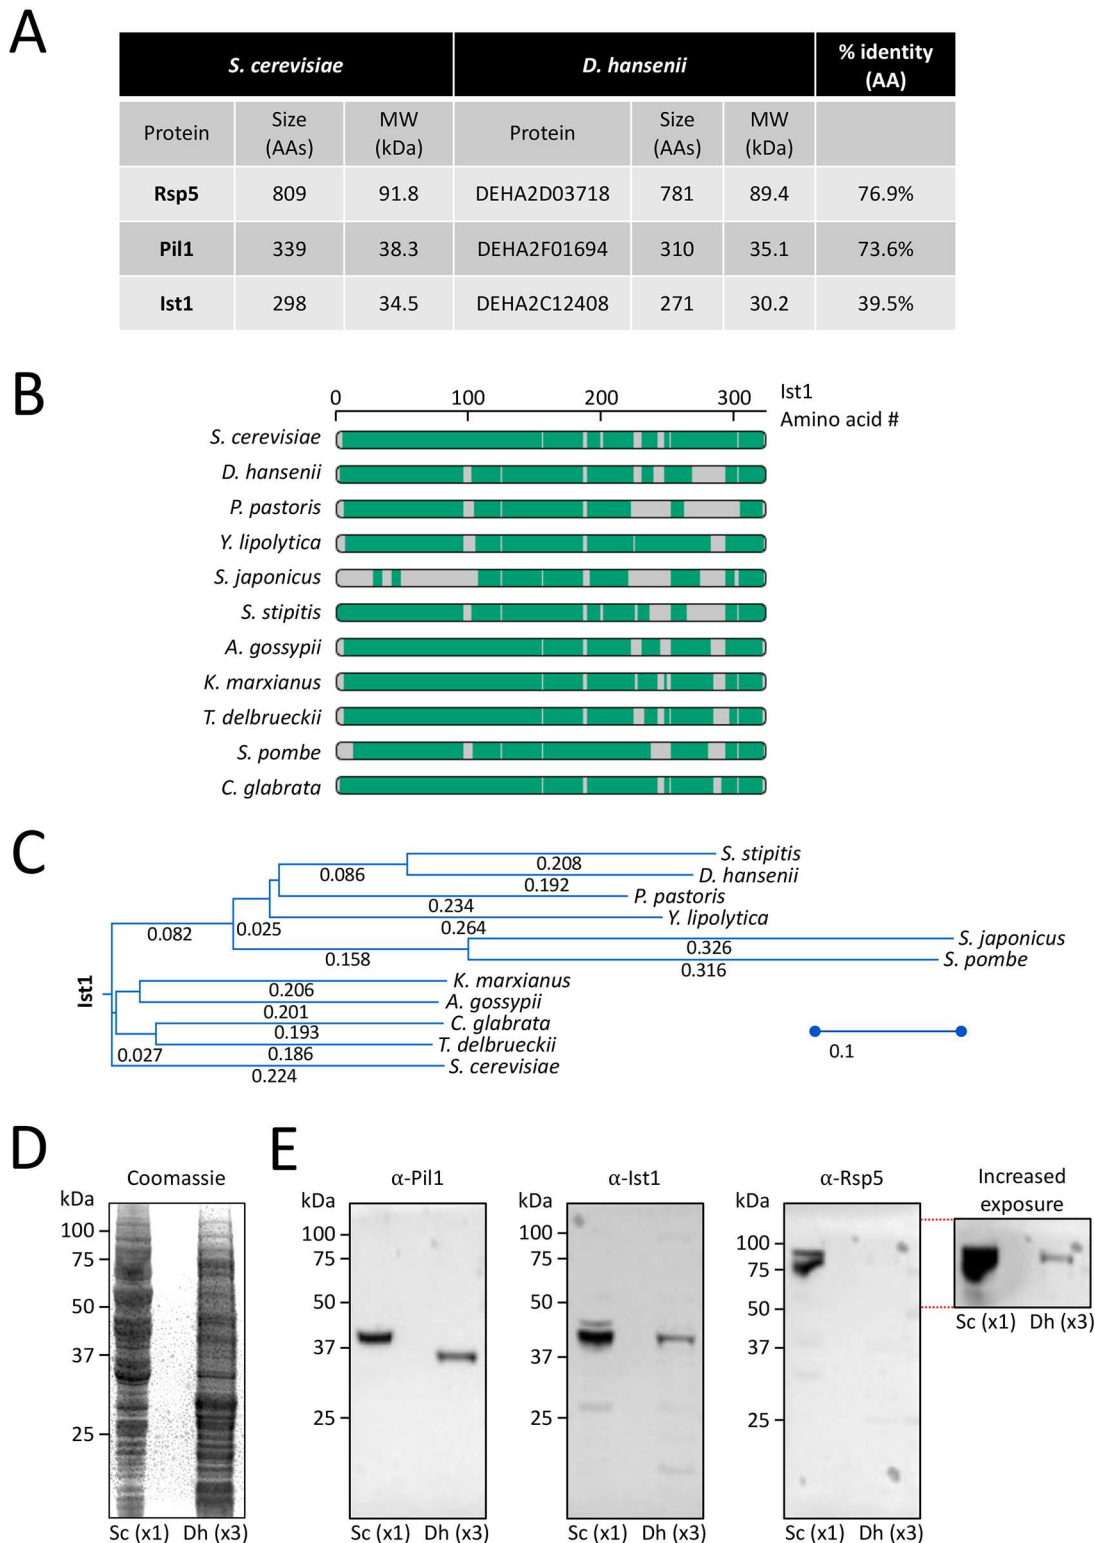 A
S. cerevisiae D. hansenii % identity (AA)
Protein Size (AAs) MW (kDa) Protein Size (AAs) MW (kDa)
Rsp5 809 91.8 DEHA2D03718 781 89.4 76.9%
Pil1 339 38.3 DEHA2F01694 310 35.1 73.6%
Ist1 298 34.5 DEHA2C12408 271 30.2 39.5%
B
0 100 200 300 Ist1
Amino acid #
S. cerevisiae
D. hansenii
P. pastoris
Y. lipolytica
S. japonicus
S. stipitis
A. gossypii
K. marxianus
T. delbrueckii
S. pombe
C. glabrata
C
S. stipitis
0.208
0.086
D. hansenii
0.192
P. pastoris
0.234
Y. lipolytica
0.082 0.025 0.264
S. japonicus
0.326
0.158
S. pombe
0.316
Ist1
K. marxianus
0.206
A. gossypii
0.201
C. glabrata
0.193
T. delbrueckii
0.027 0.186
S. cerevisiae
0.224
0.1
D
Coomassie
kDa
100
75
50
37
25
Sc (x1) Dh (x3)
E
α-Pil1
kDa
100
75
50
37
25
Sc (x1) Dh (x3)
α-Ist1
kDa
100
75
50
37
25
Sc (x1) Dh (x3)
α-Rsp5
kDa
100
75
50
37
25
Sc (x1) Dh (x3)
Increased
exposure
Sc (x1) Dh (x3)